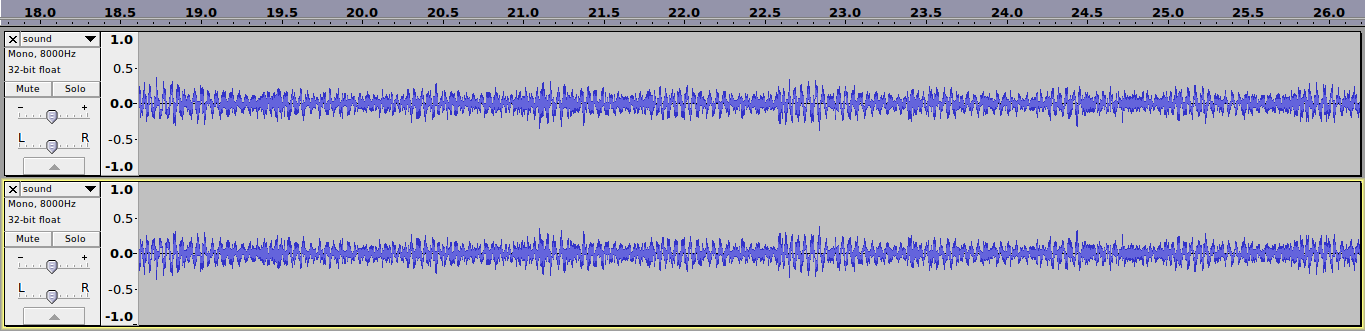 18.0 18.5 19.0 19.5 20.0 20.5 21.0 21.5 22.0 22.5 23.0 23.5 24.0 24.5 25.0 25.5 26.0
X sound 1.0
Mono, 8000Hz
32-bit float 0.5
Mute Solo
- + 0.0
L R -0.5
-1.0
X sound 1.0
Mono, 8000Hz
32-bit float 0.5
Mute Solo
- + 0.0
L R -0.5
-1.0